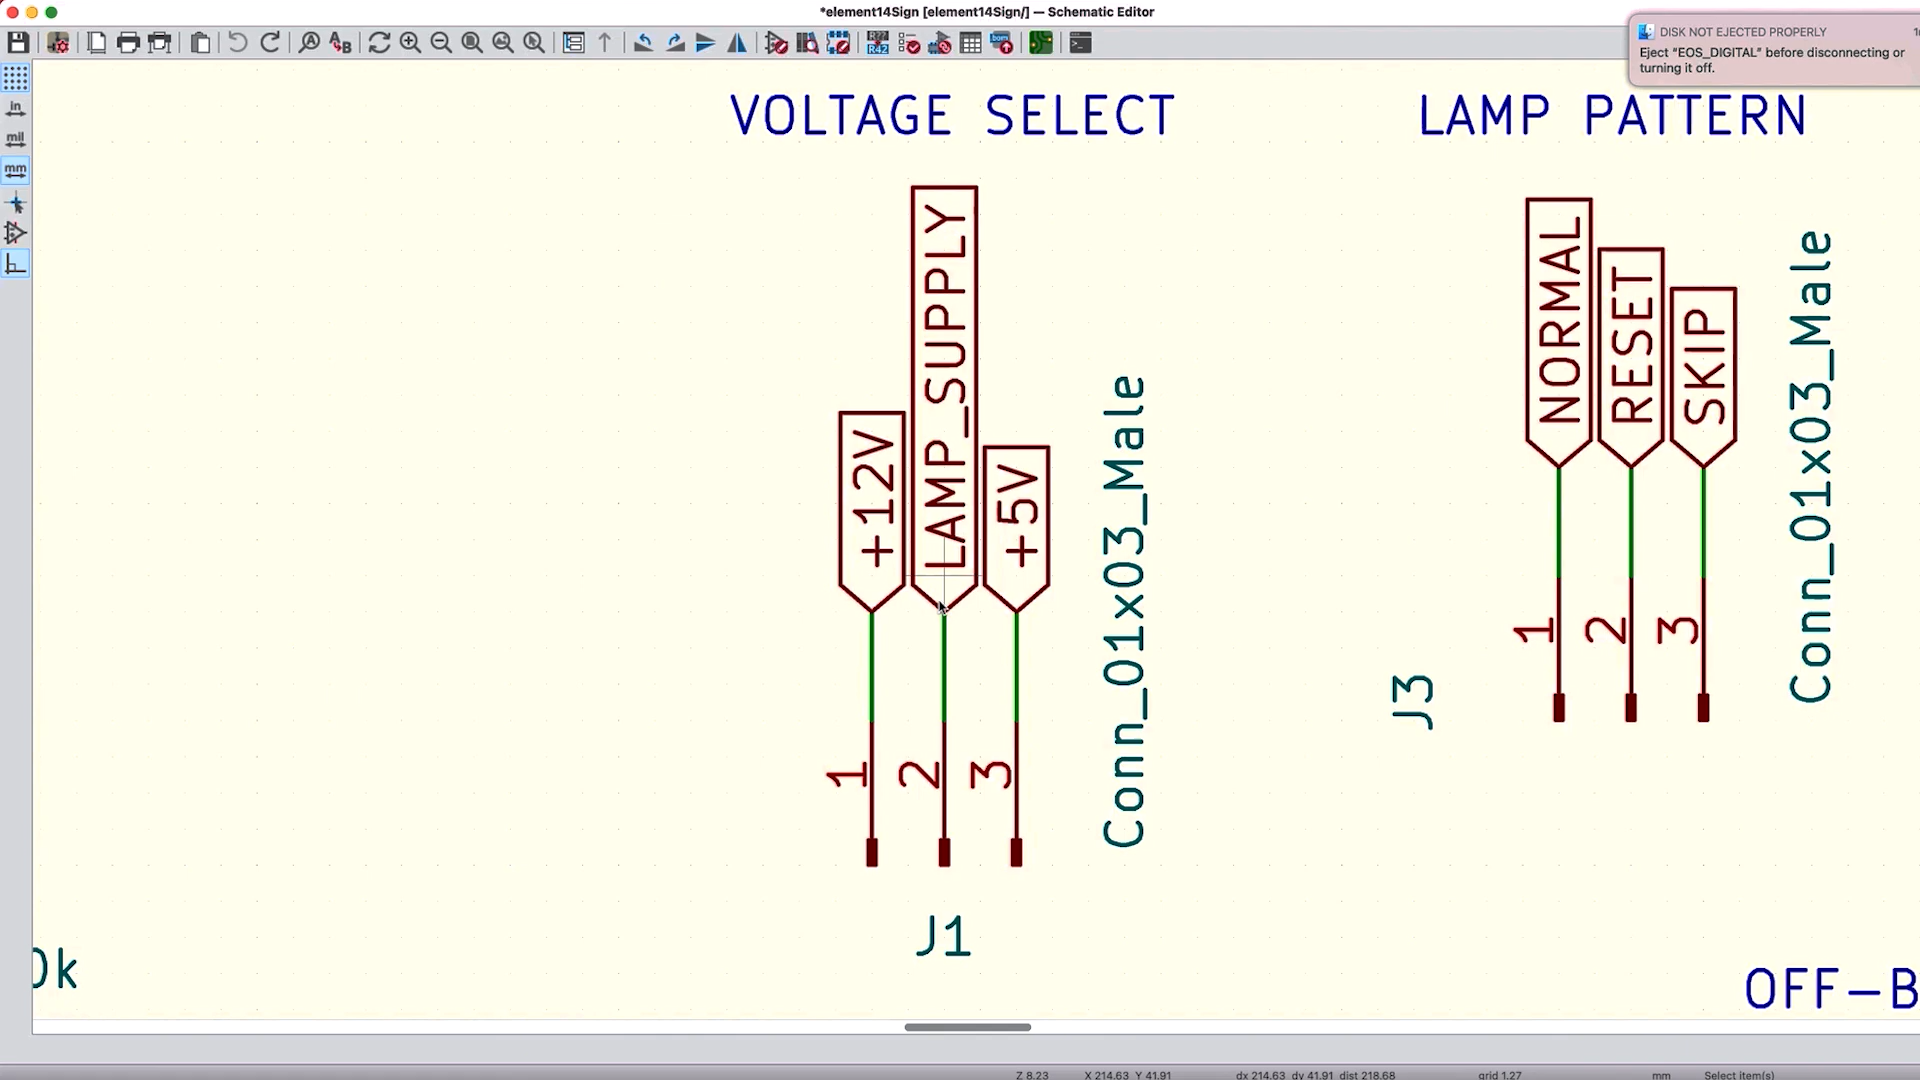 *element14Sign [element14Sign/] — Schematic Editor
DISK NOT EJECTED PROPERLY
Eject “EOS_DIGITAL” before disconnecting or
turning it off.
in
mil
mm
VOLTAGE SELECT
LAMP PATTERN
+12V
LAMP_SUPPLY
+5V
Conn_01x03_Male
1
2
3
J1
NORMAL
RESET
SKIP
Conn_01x03_Male
1
2
3
J3
0k
OFF-B
Z 8.23
X 214.63 Y 41.91
dx 214.63 dy 41.91 dist 218.68
grid 1.27
mm
Select item(s)